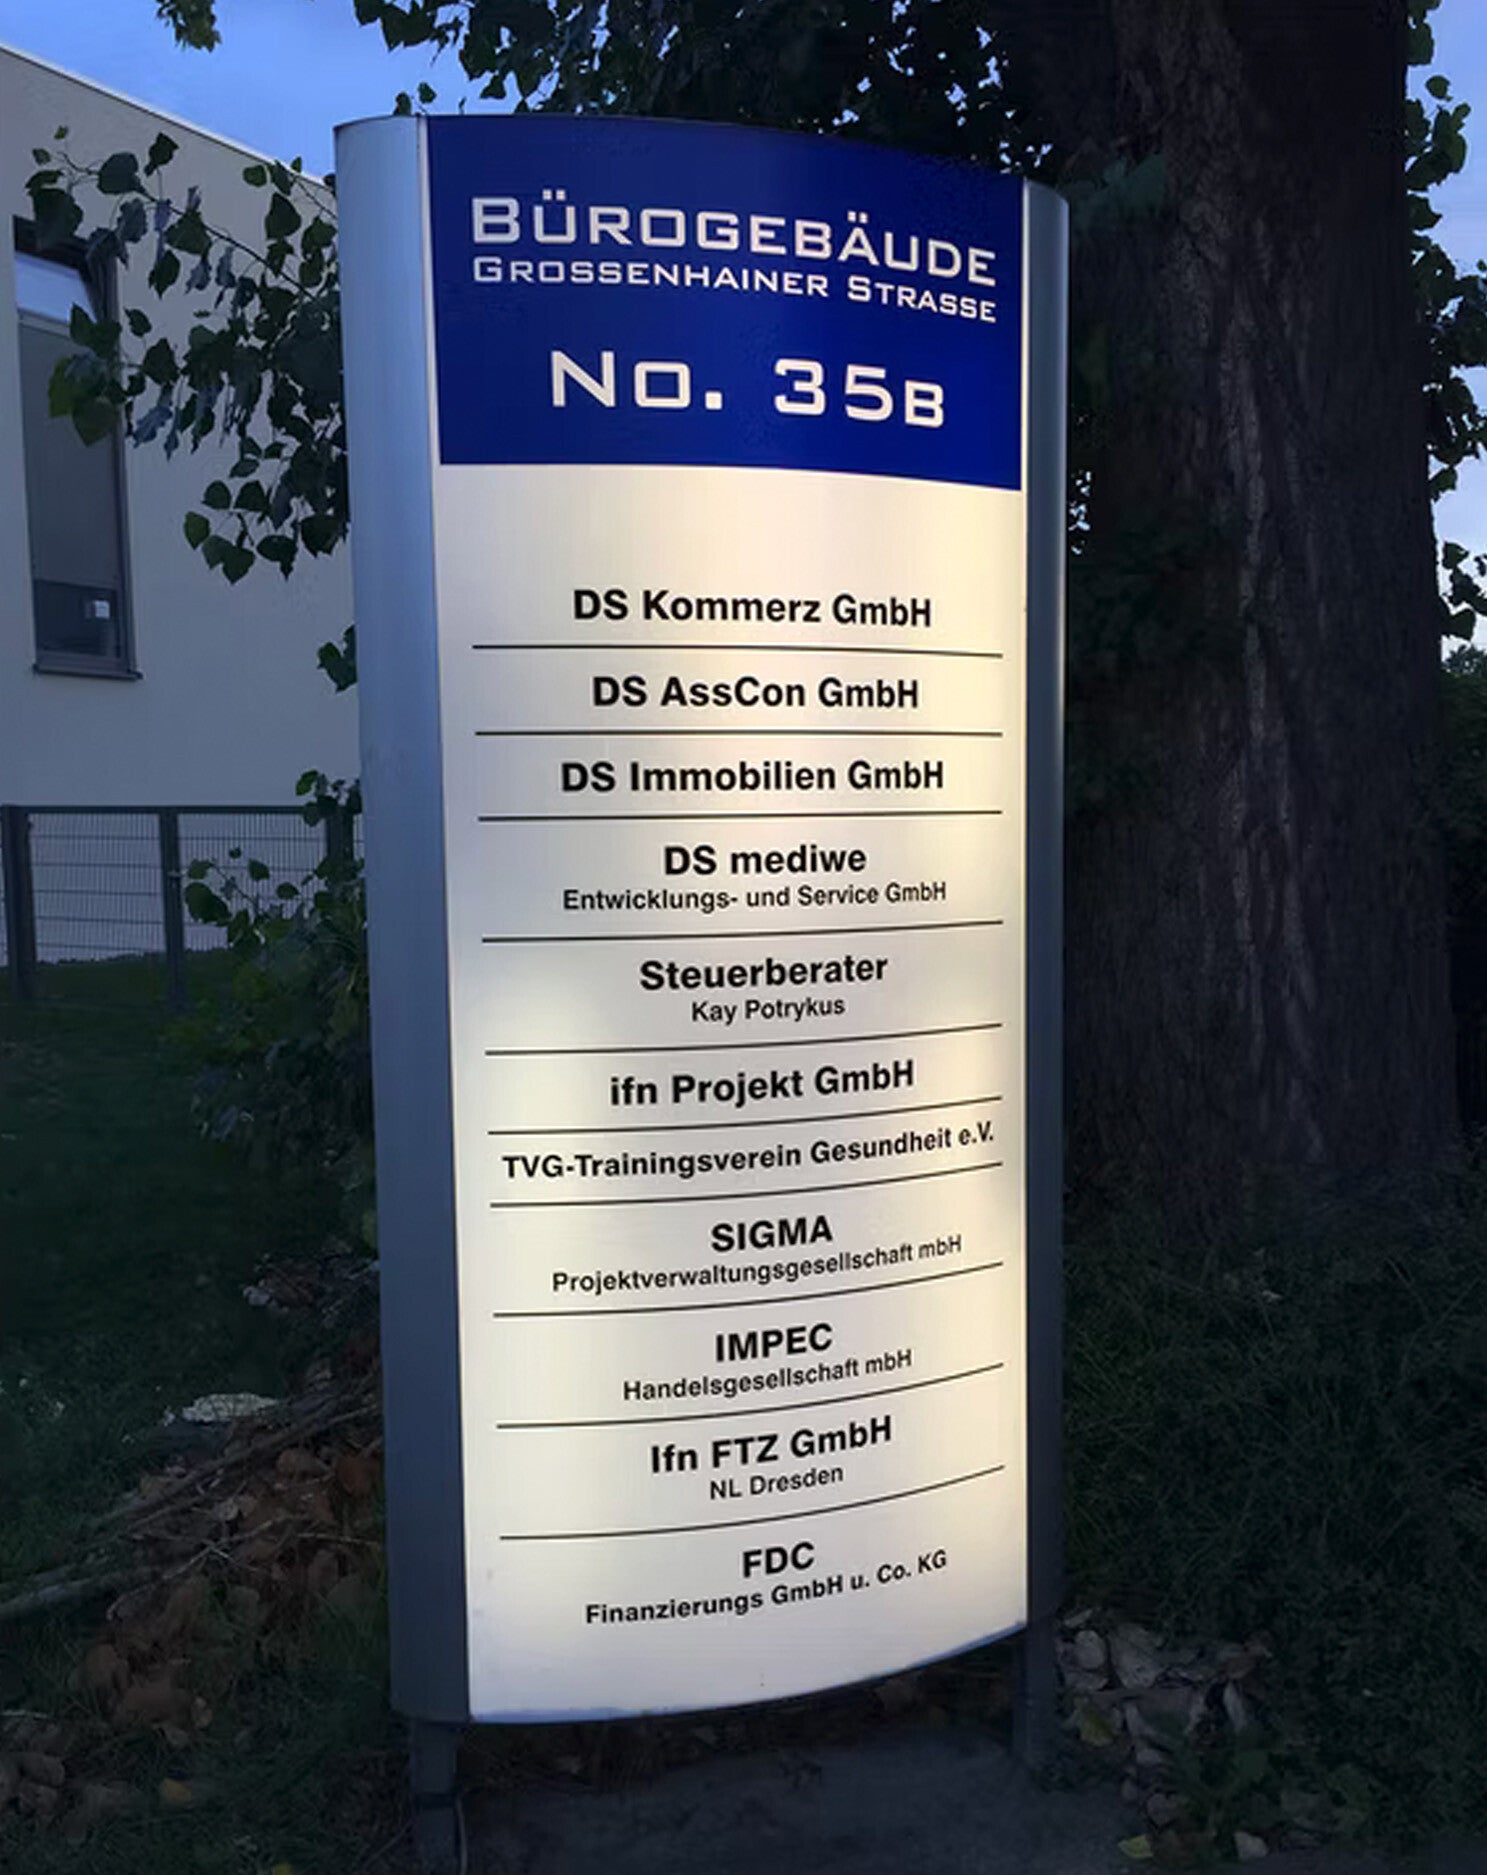 BÜROGEBÄUDE
GROSSENHAINER STRASSE
NO. 35B
DS Kommerz GmbH
DS AssCon GmbH
DS Immobilien GmbH
DS mediwe
Entwicklungs- und Service GmbH
Steuerberater
Kay Potrykus
ifn Projekt GmbH
TVG-Trainingsverein Gesundheit e.V.
SIGMA
Projektverwaltungsgesellschaft mbH
IMPEC
Handelsgesellschaft mbH
Ifn FTZ GmbH
NL Dresden
FDC
Finanzierungs GmbH u. Co. KG